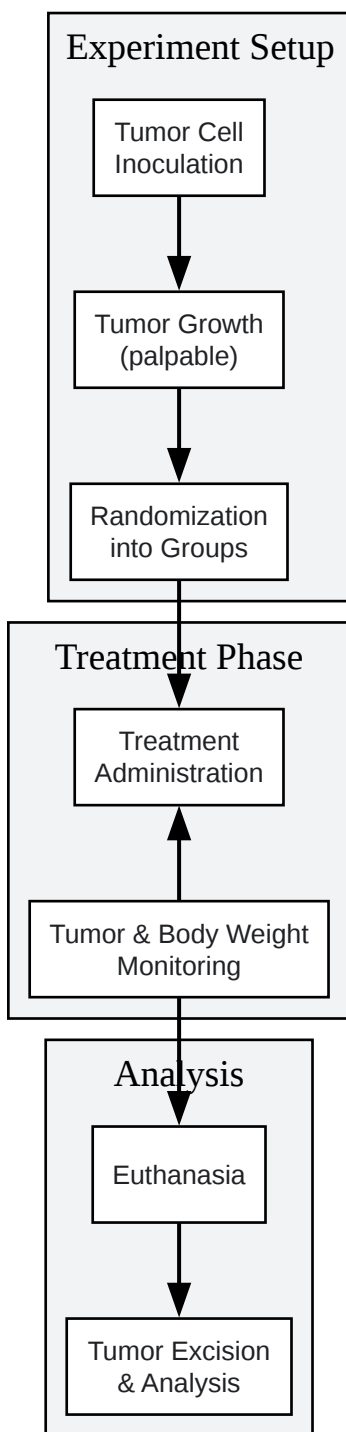 Experiment Setup
Tumor Cell
Inoculation
Tumor Growth
(palpable)
Randomization
into Groups
Treatment Phase
Treatment
Administration
Tumor & Body Weight
Monitoring
Analysis
Euthanasia
Tumor Excision
& Analysis